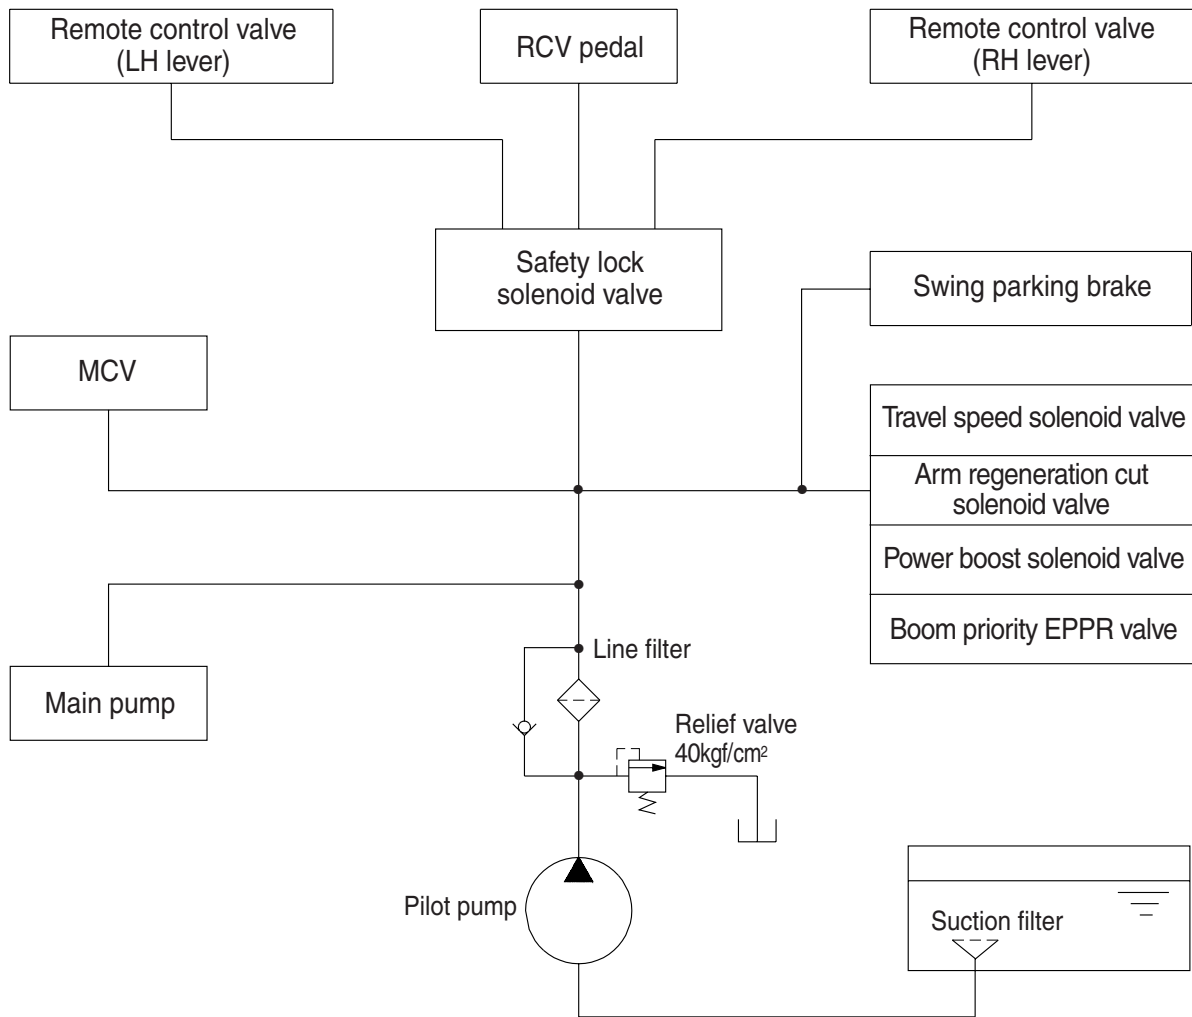 Remote control valve
(LH lever)
RCV pedal
Remote control valve
(RH lever)
Safety lock
solenoid valve
Swing parking brake
MCV
Travel speed solenoid valve
Arm regeneration cut
solenoid valve
Power boost solenoid valve
Boom priority EPPR valve
Line filter
Main pump
Relief valve
40kgf/cm²
Pilot pump
Suction filter